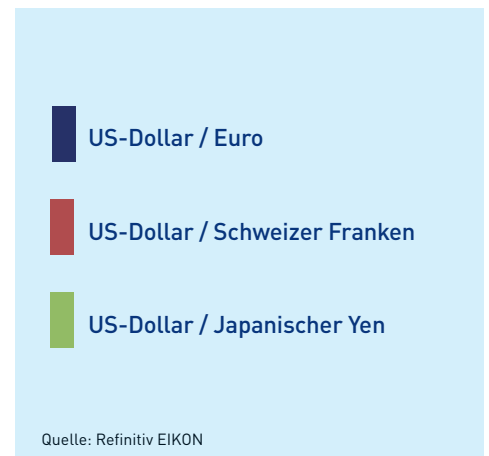 US-Dollar / Euro
US-Dollar / Schweizer Franken
US-Dollar / Japanischer Yen
Quelle: Refinitiv EIKON